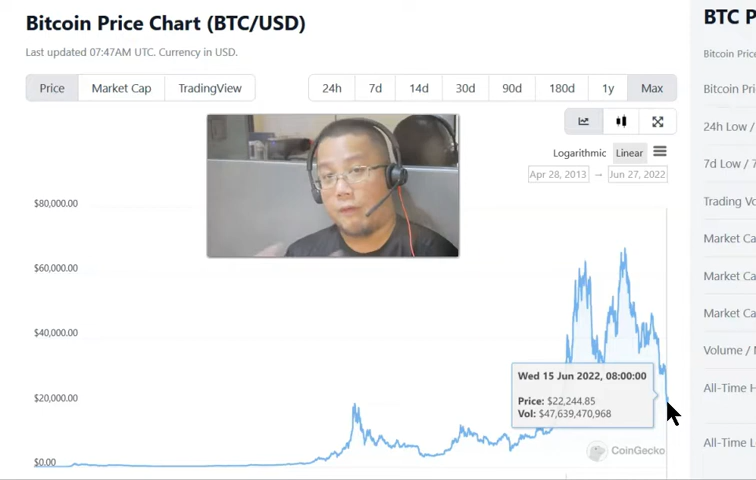 Bitcoin Price Chart (BTC/USD)
Last updated 07:47AM UTC. Currency in USD.
Price Market Cap TradingView 24h 7d 14d 30d 90d 180d 1y Max
Logarithmic Linear
Apr 28, 2013 → Jun 27, 2022
$80,000.00
$60,000.00
$40,000.00
$20,000.00
$0.00
Wed 15 Jun 2022, 08:00:00
Price: $22,244.85
Vol: $47,639,470,968
CoinGecko
BTC P
Bitcoin Price
Bitcoin Pri
24h Low /
7d Low / 7
Trading Vo
Market Ca
Market Ca
Market Ca
Volume / M
All-Time H
All-Time L